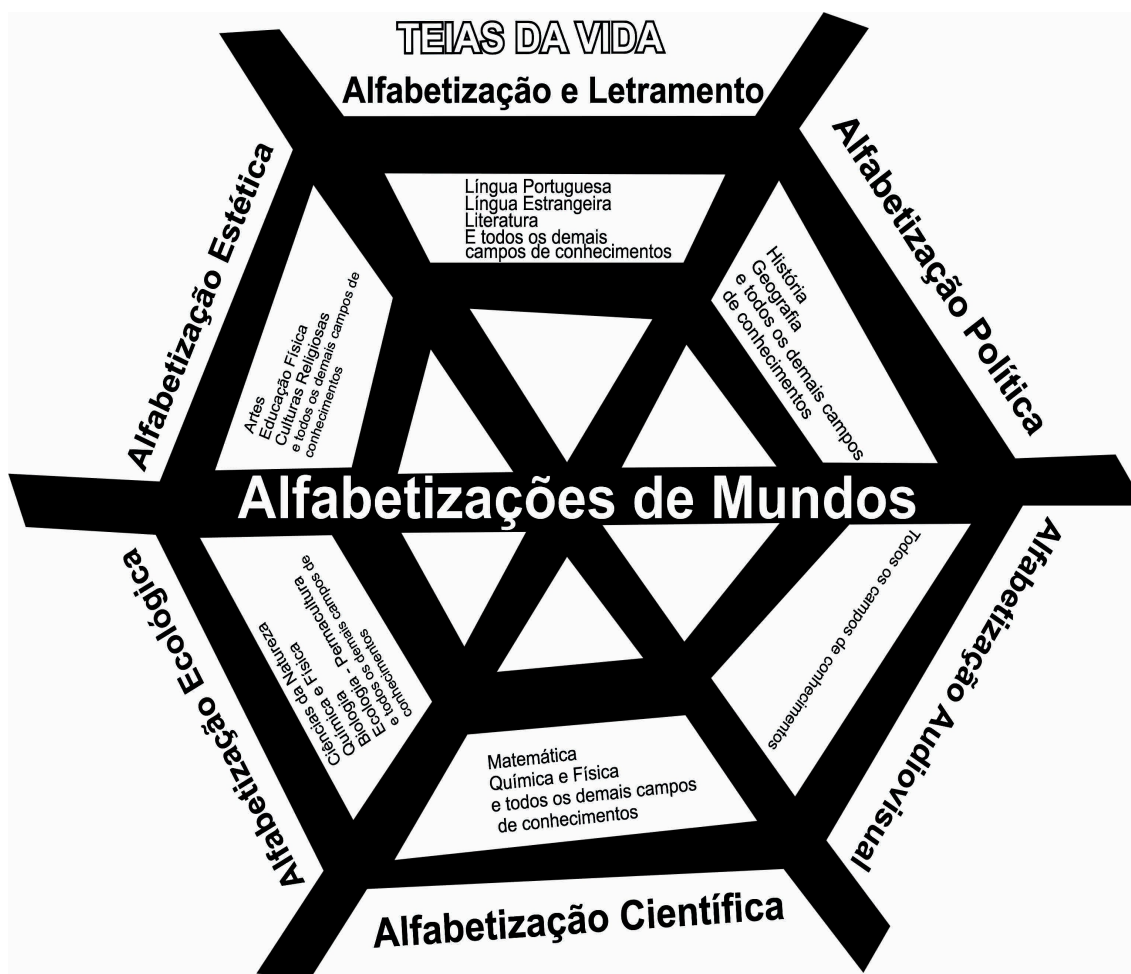 TEIAS DA VIDA
Alfabetização e Letramento
Língua Portuguesa
Língua Estrangeira
Literatura
E todos os demais
campos de conhecimentos
Alfabetização Política
História
Geografia
e todos os demais campos
de conhecimentos
Alfabetização Estética
Artes
Educação Física
Culturas Religiosas
e todos os demais campos de
conhecimentos
Alfabetizações de Mundos
Alfabetização Audiovisual
Todos os campos de conhecimentos
Alfabetização Ecológica
Ciências da Natureza
Química e Física
Biologia
Ecologia - Permacultura
e todos os demais campos de
conhecimentos
Matemática
Química e Física
e todos os demais campos
de conhecimentos
Alfabetização Científica